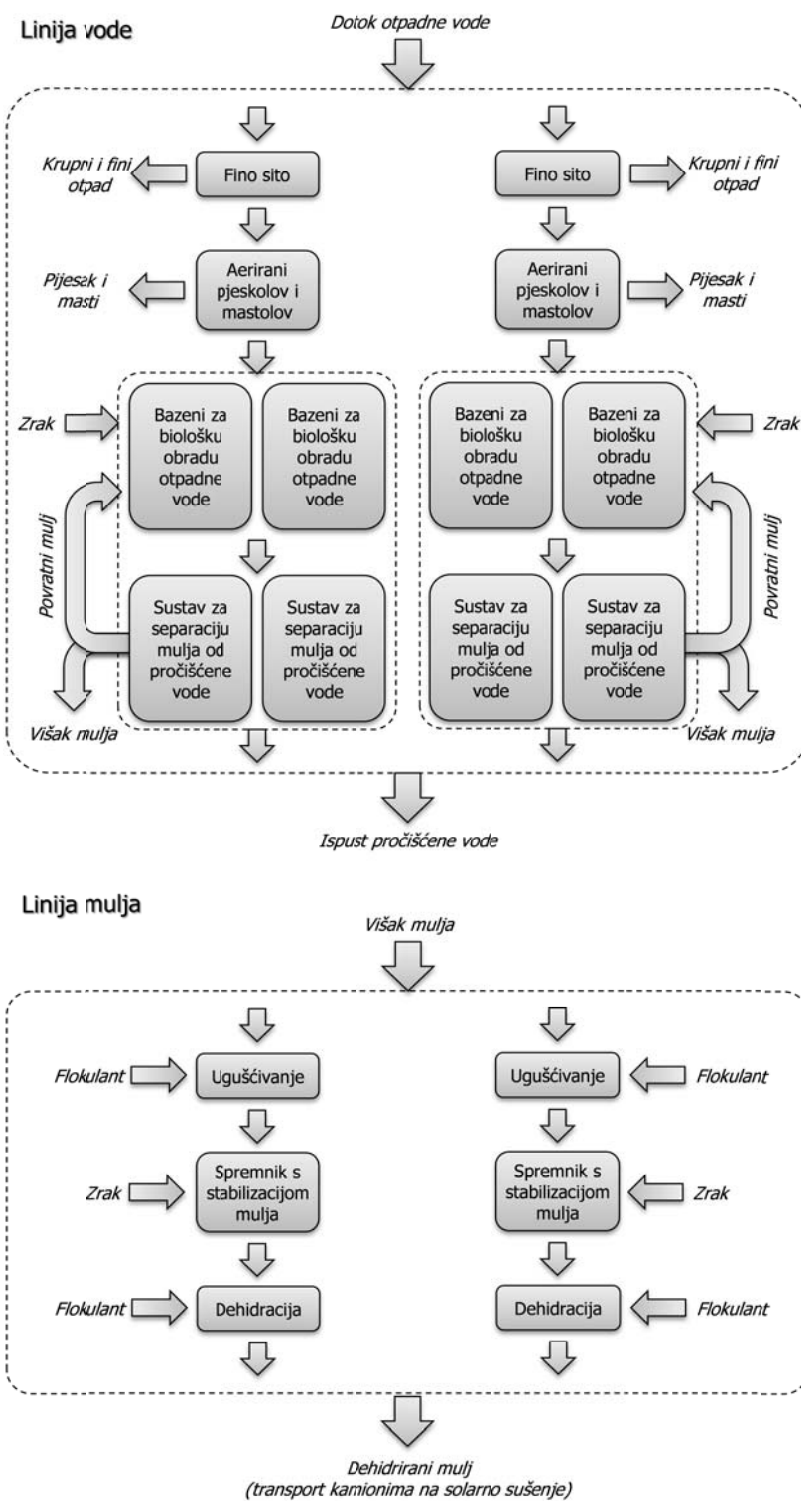 Linija vode
Dotok otpadne vode
Krupni i fini
otpad
Fino sito
Fino sito
Krupni i fini
otpad
Pijesak i
masti
Aerirani
pjeskolov i
mastolov
Aerirani
pjeskolov i
mastolov
Pijesak i
masti
Zrak
Bazeni za
biološku
obradu
otpadne
vode
Bazeni za
biološku
obradu
otpadne
vode
Bazeni za
biološku
obradu
otpadne
vode
Bazeni za
biološku
obradu
otpadne
vode
Zrak
Povratni mulj
Sustav za
separaciju
mulja od
pročišćene
vode
Sustav za
separaciju
mulja od
pročišćene
vode
Sustav za
separaciju
mulja od
pročišćene
vode
Sustav za
separaciju
mulja od
pročišćene
vode
Povratni mulj
Višak mulja
Višak mulja
Ispust pročišćene vode
Linija mulja
Višak mulja
Flokulant
Ugušćivanje
Ugušćivanje
Flokulant
Zrak
Spremnik s
stabilizacijom
mulja
Spremnik s
stabilizacijom
mulja
Zrak
Flokulant
Dehidracija
Dehidracija
Flokulant
Dehidrirani mulj
(transport kamionima na solarno sušenje)